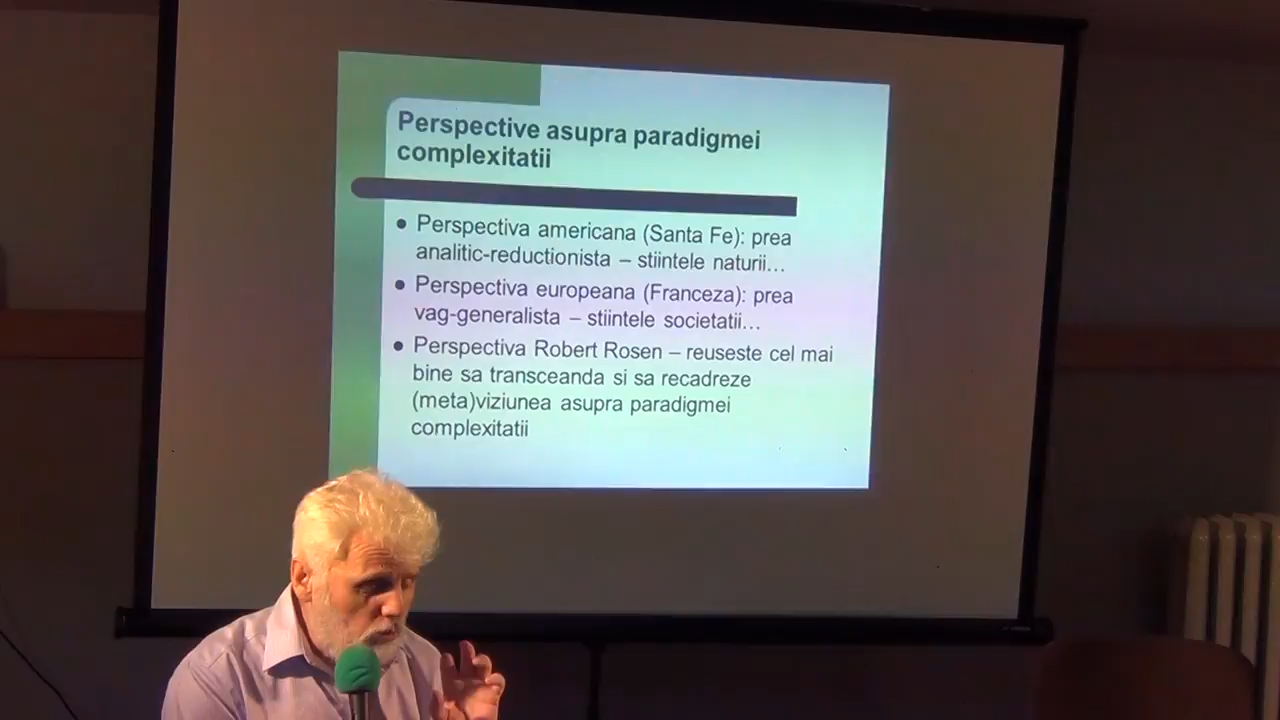 Perspective asupra paradigmei
complexitatii
Perspectiva americana (Santa Fe): prea
analitic-reductionista – stiintele naturii...
Perspectiva europeana (Franceza): prea
vag-generalista – stiintele societatii...
Perspectiva Robert Rosen – reuseste cel mai
bine sa transceanda si sa recadreze
(meta)viziunea asupra paradigmei
complexitatii